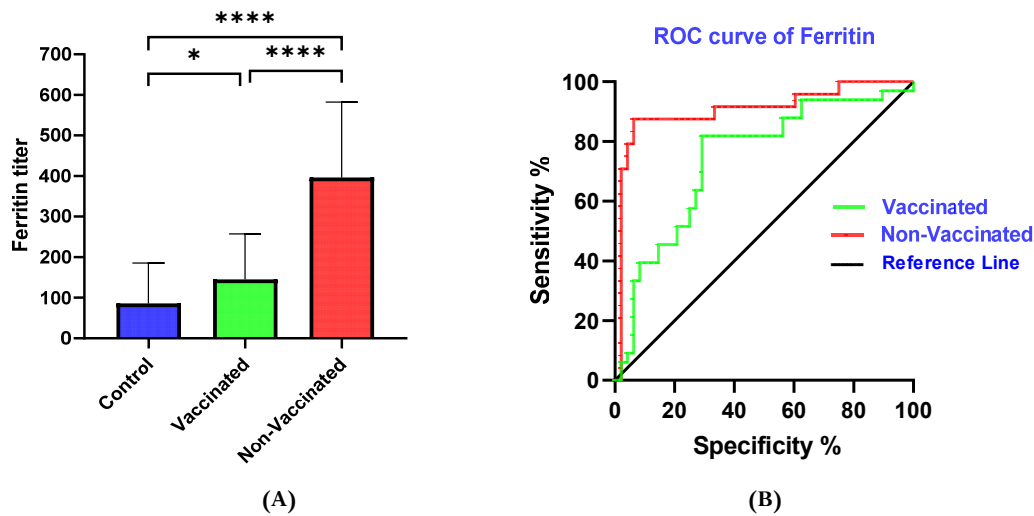 ****
*
****
700
600
500
400
300
200
100
0
Ferritin titer
Control
Vaccinated
Non-Vaccinated
(A)
ROC curve of Ferritin
100
80
60
40
20
0
Sensitivity %
0 20 40 60 80 100
Specificity %
Vaccinated
Non-Vaccinated
Reference Line
(B)